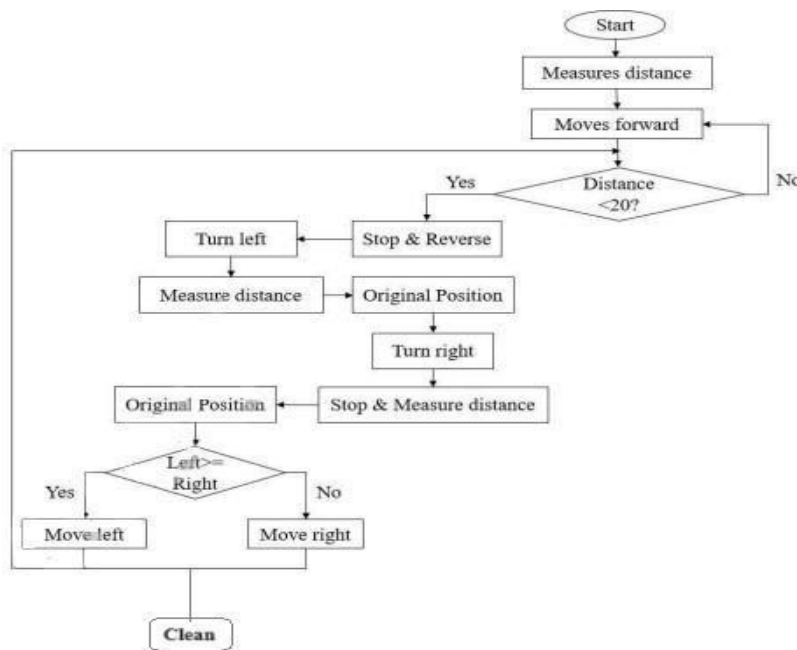 Start
Measures distance
Moves forward
Distance
<20?
Yes
No
Stop & Reverse
Turn left
Measure distance
Original Position
Turn right
Stop & Measure distance
Original Position
Left>=
Right
Yes
No
Move left
Move right
Clean